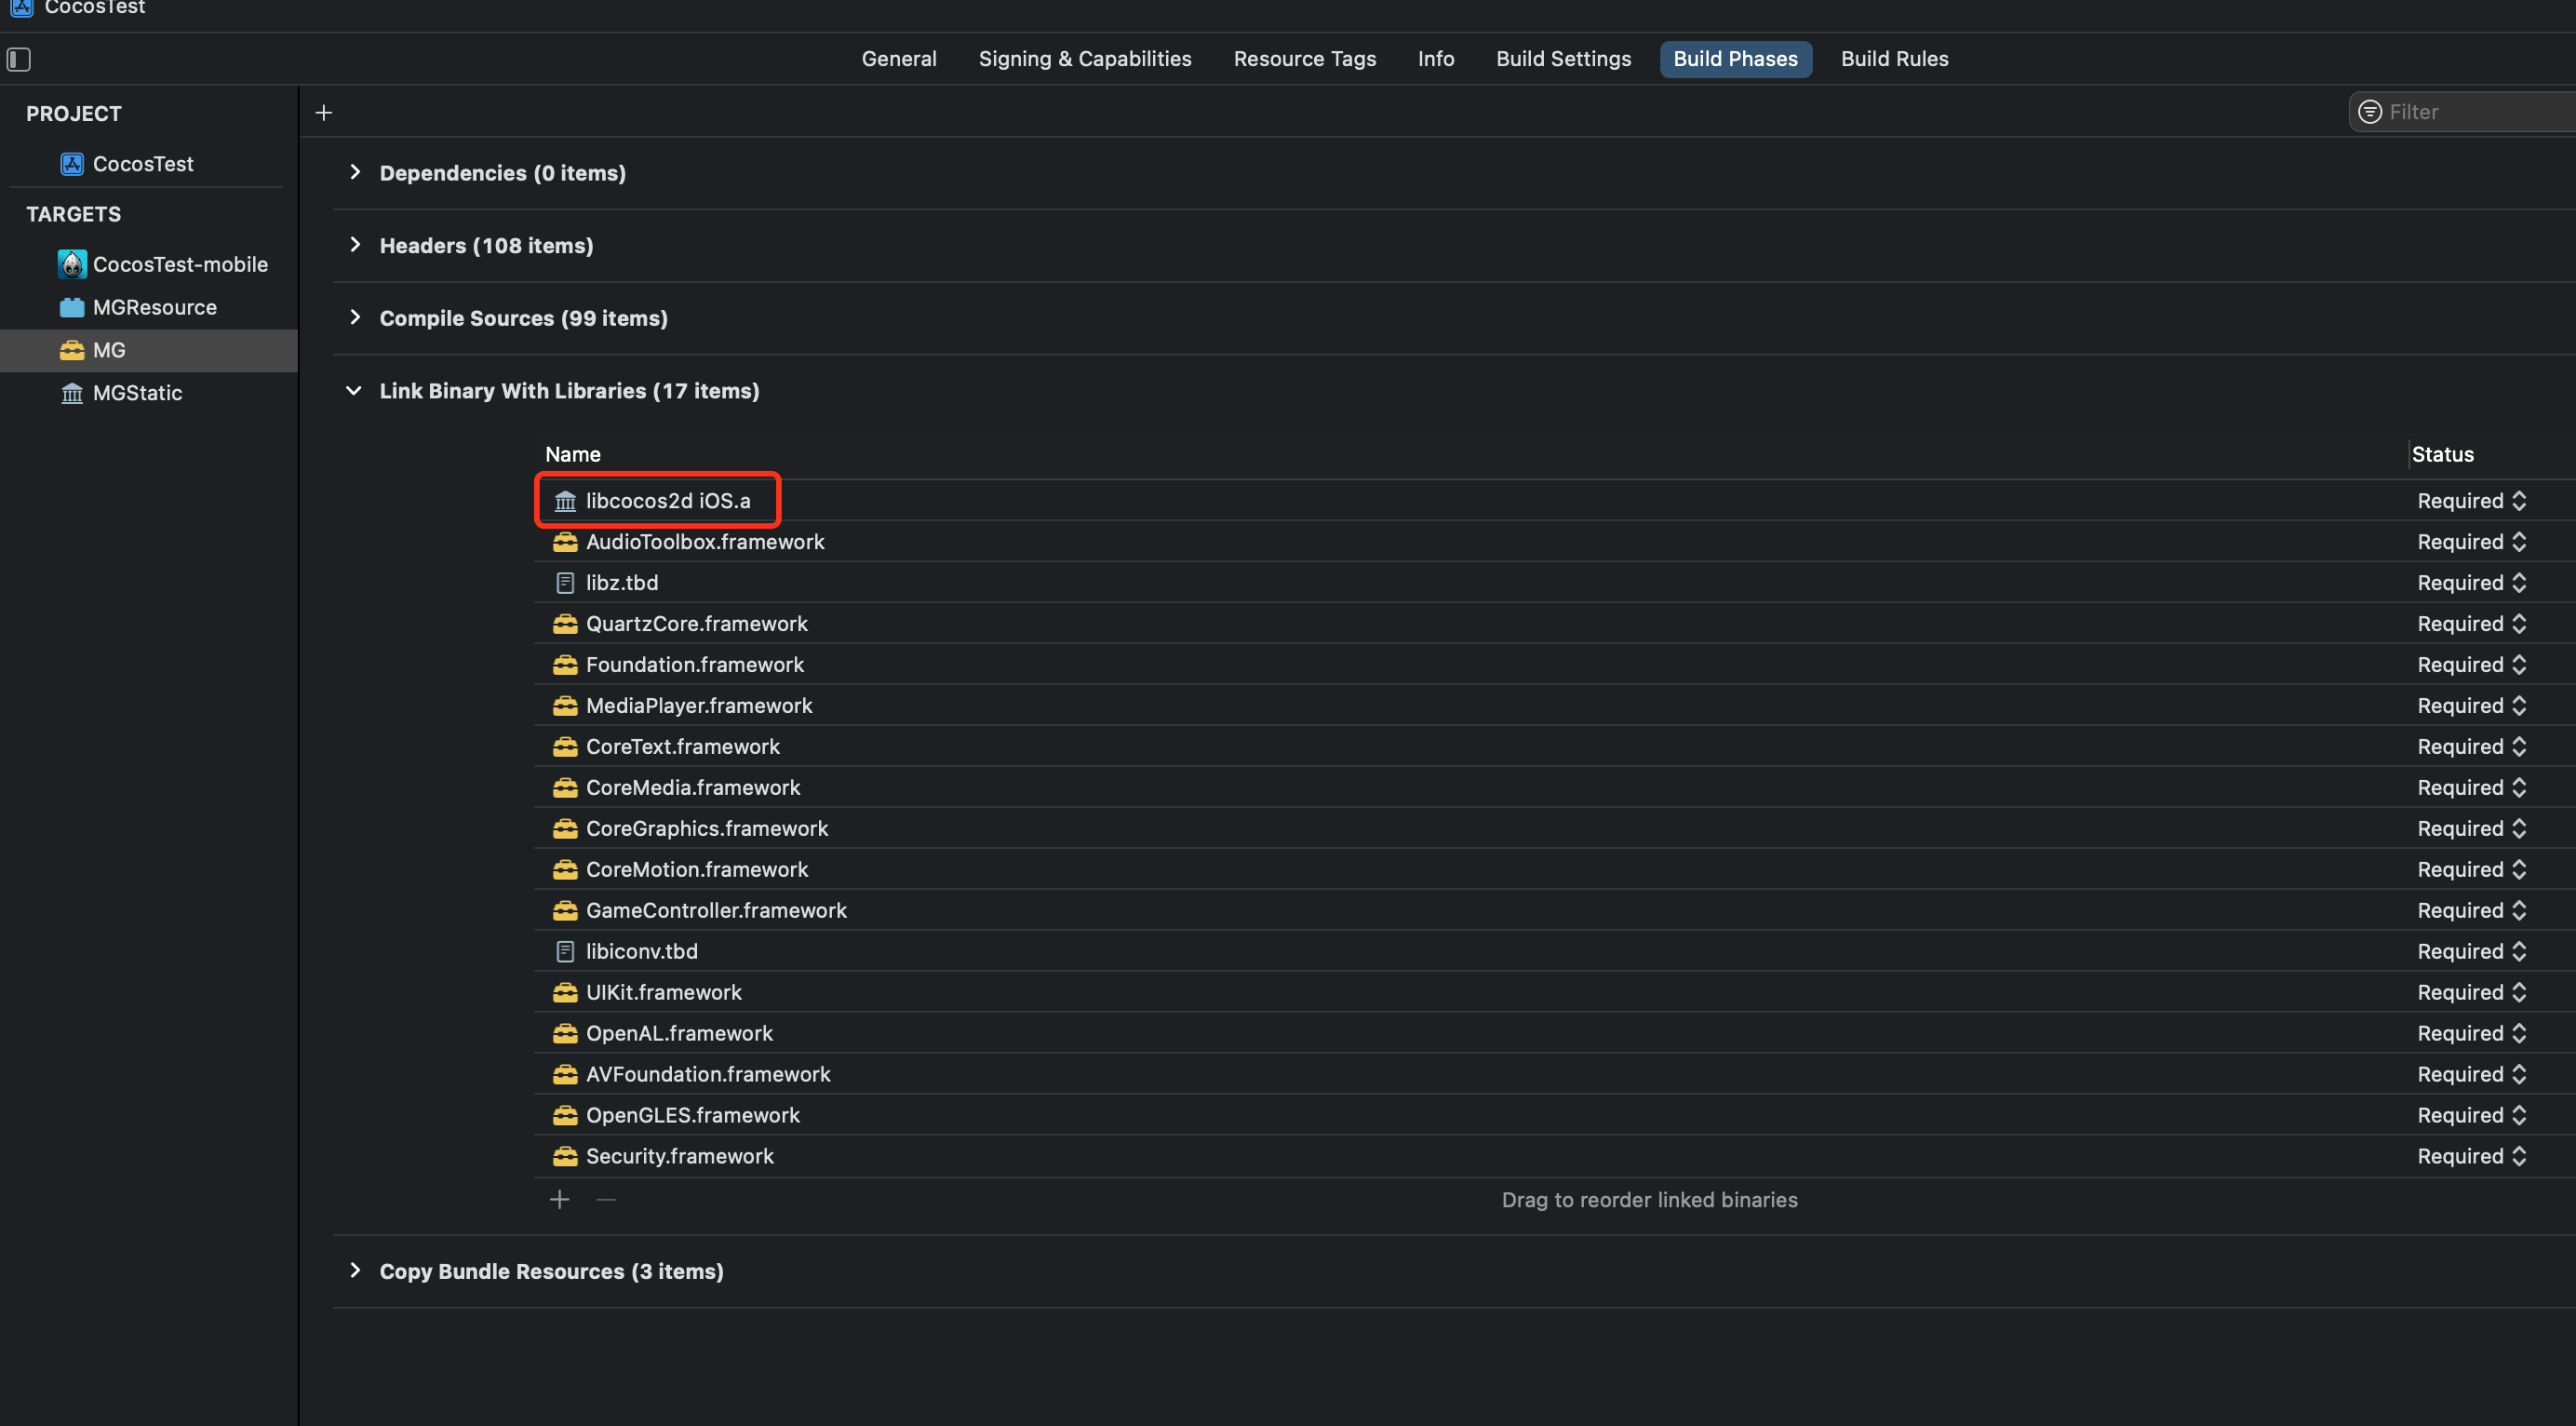 CocosTest
General Signing & Capabilities Resource Tags Info Build Settings Build Phases Build Rules
PROJECT
CocosTest
TARGETS
CocosTest-mobile
MGResource
MG
MGStatic
Filter
Dependencies (0 items)
Headers (108 items)
Compile Sources (99 items)
Link Binary With Libraries (17 items)
Name Status
libcocos2d iOS.a Required
AudioToolbox.framework Required
libz.tbd Required
QuartzCore.framework Required
Foundation.framework Required
MediaPlayer.framework Required
CoreText.framework Required
CoreMedia.framework Required
CoreGraphics.framework Required
CoreMotion.framework Required
GameController.framework Required
libiconv.tbd Required
UIKit.framework Required
OpenAL.framework Required
AVFoundation.framework Required
OpenGLES.framework Required
Security.framework Required
Drag to reorder linked binaries
Copy Bundle Resources (3 items)